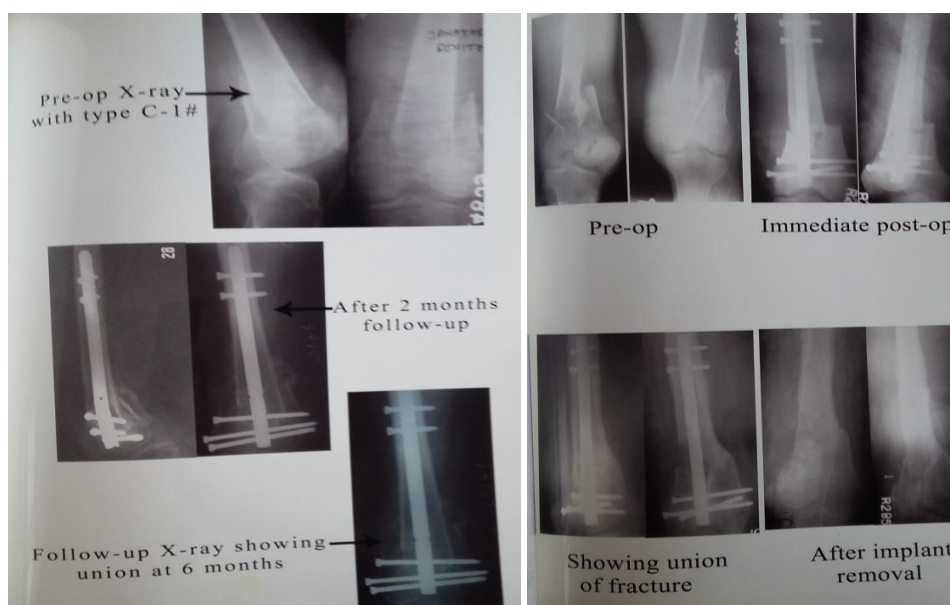 Pre-op X-ray
with type C-1#
After 2 months
follow-up
Follow-up X-ray showing
union at 6 months
Pre-op
Immediate post-op
Showing union
of fracture
After implant
removal